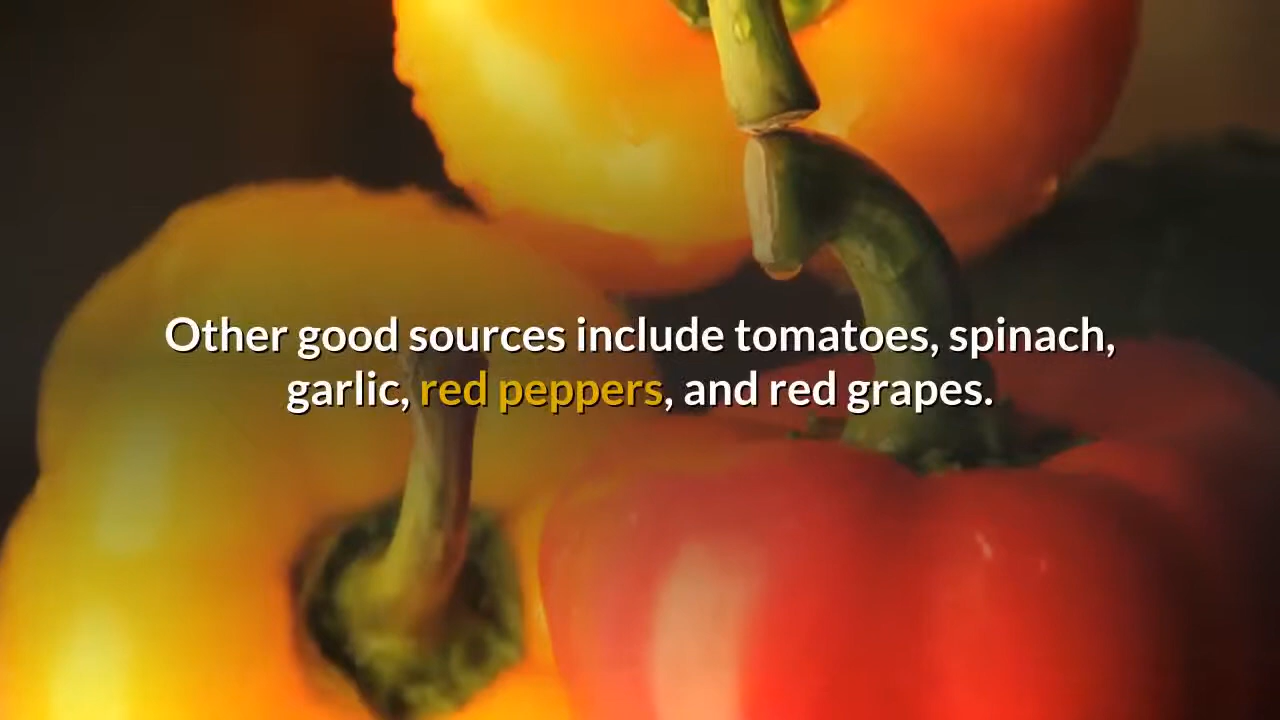 Other good sources include tomatoes, spinach,
garlic, red peppers, and red grapes.